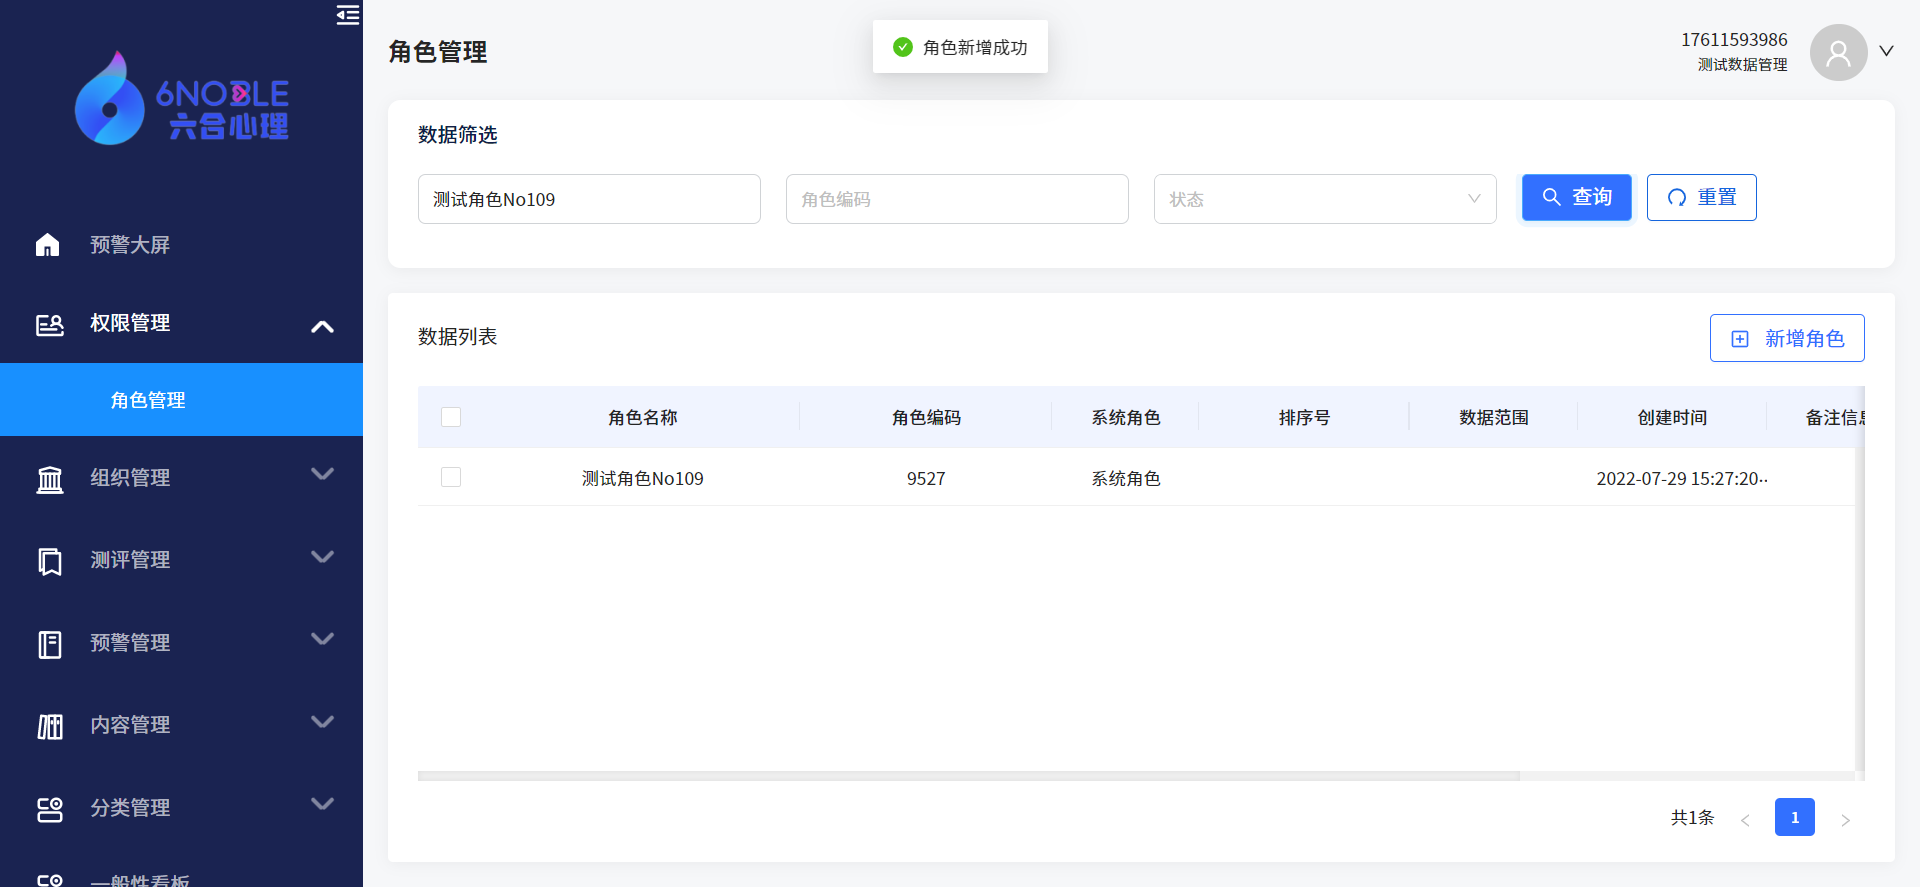 6NOBLE
六合心理
预警大屏
权限管理
角色管理
组织管理
测评管理
预警管理
内容管理
分类管理
一般性看板
角色管理
角色新增成功
17611593986
测试数据管理
数据筛选
测试角色No109
角色编码
状态
查询
重置
数据列表
新增角色
角色名称 角色编码 系统角色 排序号 数据范围 创建时间 备注信息
测试角色No109 9527 系统角色 2022-07-29 15:27:20··
共1条 < 1 >